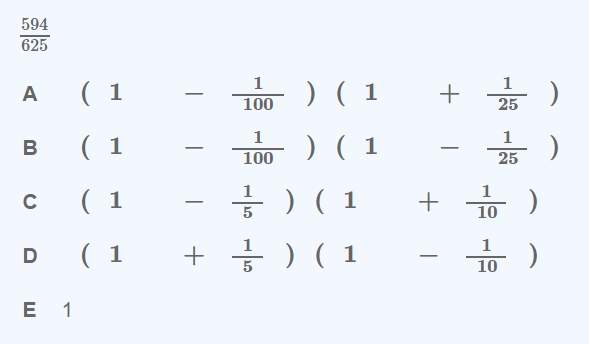 594/625
A ( 1 − 1/100 ) ( 1 + 1/25 )
B ( 1 − 1/100 ) ( 1 − 1/25 )
C ( 1 − 1/5 ) ( 1 + 1/10 )
D ( 1 + 1/5 ) ( 1 − 1/10 )
E 1